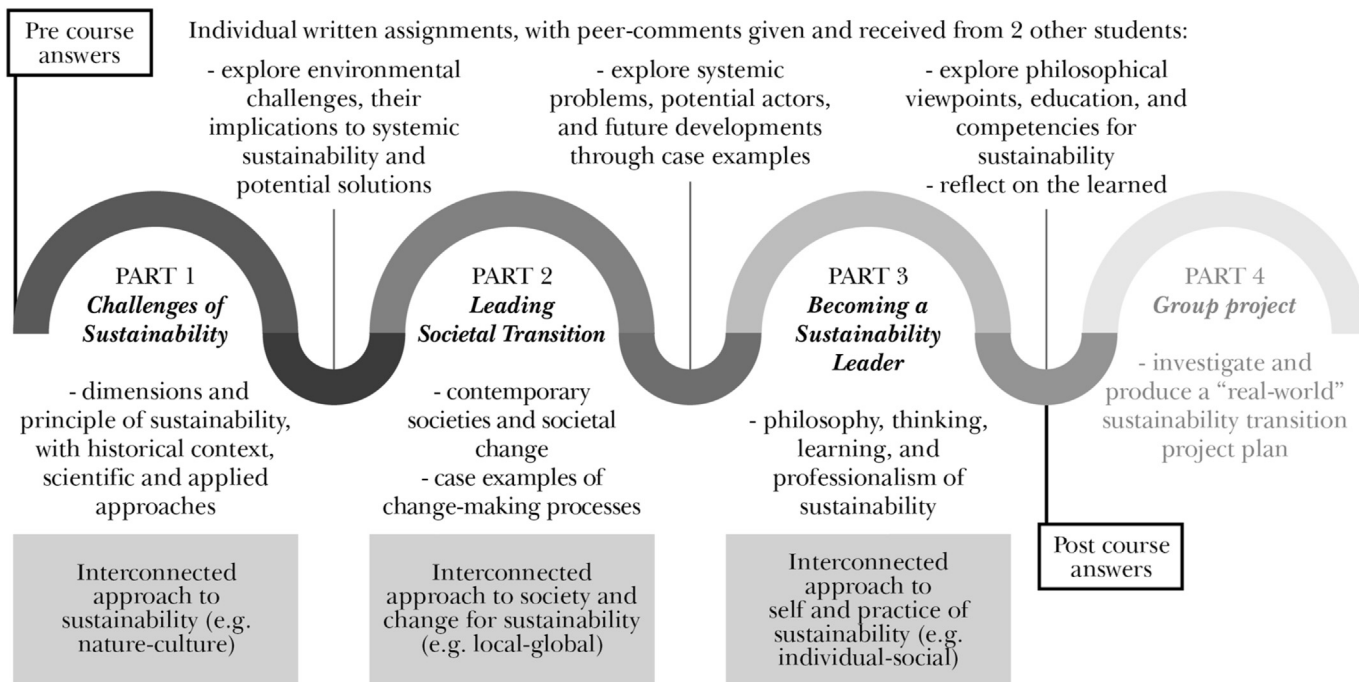 Pre course
answers
Individual written assignments, with peer-comments given and received from 2 other students:
- explore environmental
challenges, their
implications to systemic
sustainability and
potential solutions
- explore systemic
problems, potential actors,
and future developments
through case examples
- explore philosophical
viewpoints, education, and
competencies for
sustainability
- reflect on the learned
PART 1
Challenges of
Sustainability
- dimensions and
principle of sustainability,
with historical context,
scientific and applied
approaches
Interconnected
approach to
sustainability (e.g.
nature-culture)
PART 2
Leading
Societal Transition
- contemporary
societies and societal
change
- case examples of
change-making processes
Interconnected
approach to society and
change for sustainability
(e.g. local-global)
PART 3
Becoming a
Sustainability
Leader
- philosophy, thinking,
learning, and
professionalism of
sustainability
Interconnected
approach to
self and practice of
sustainability (e.g.
individual-social)
PART 4
Group project
- investigate and
produce a “real-world”
sustainability transition
project plan
Post course
answers